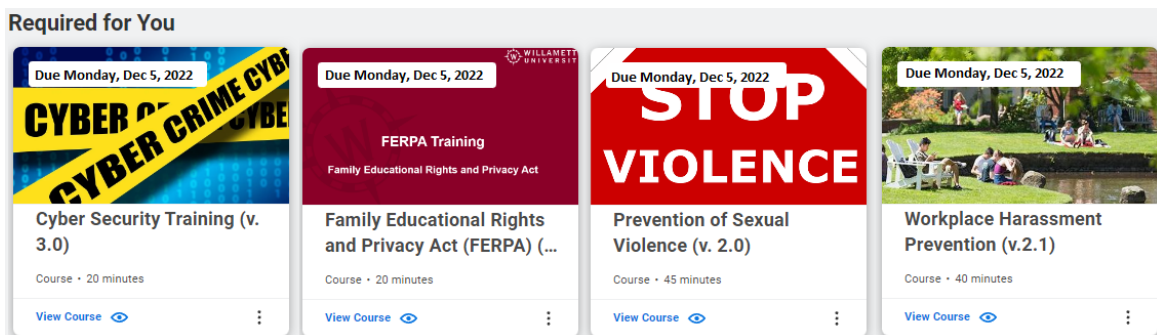 Required for You
Due Monday, Dec 5, 2022
CYBER CRIME CYBE
CYBER
CYBE
Cyber Security Training (v.
3.0)
Course • 20 minutes
View Course
WILLAMETT
UNIVERSIT
Due Monday, Dec 5, 2022
FERPA Training
Family Educational Rights and Privacy Act
Family Educational Rights
and Privacy Act (FERPA) (...
Course • 20 minutes
View Course
Due Monday, Dec 5, 2022
STOP
VIOLENCE
Prevention of Sexual
Violence (v. 2.0)
Course • 45 minutes
View Course
Due Monday, Dec 5, 2022
Workplace Harassment
Prevention (v.2.1)
Course • 40 minutes
View Course